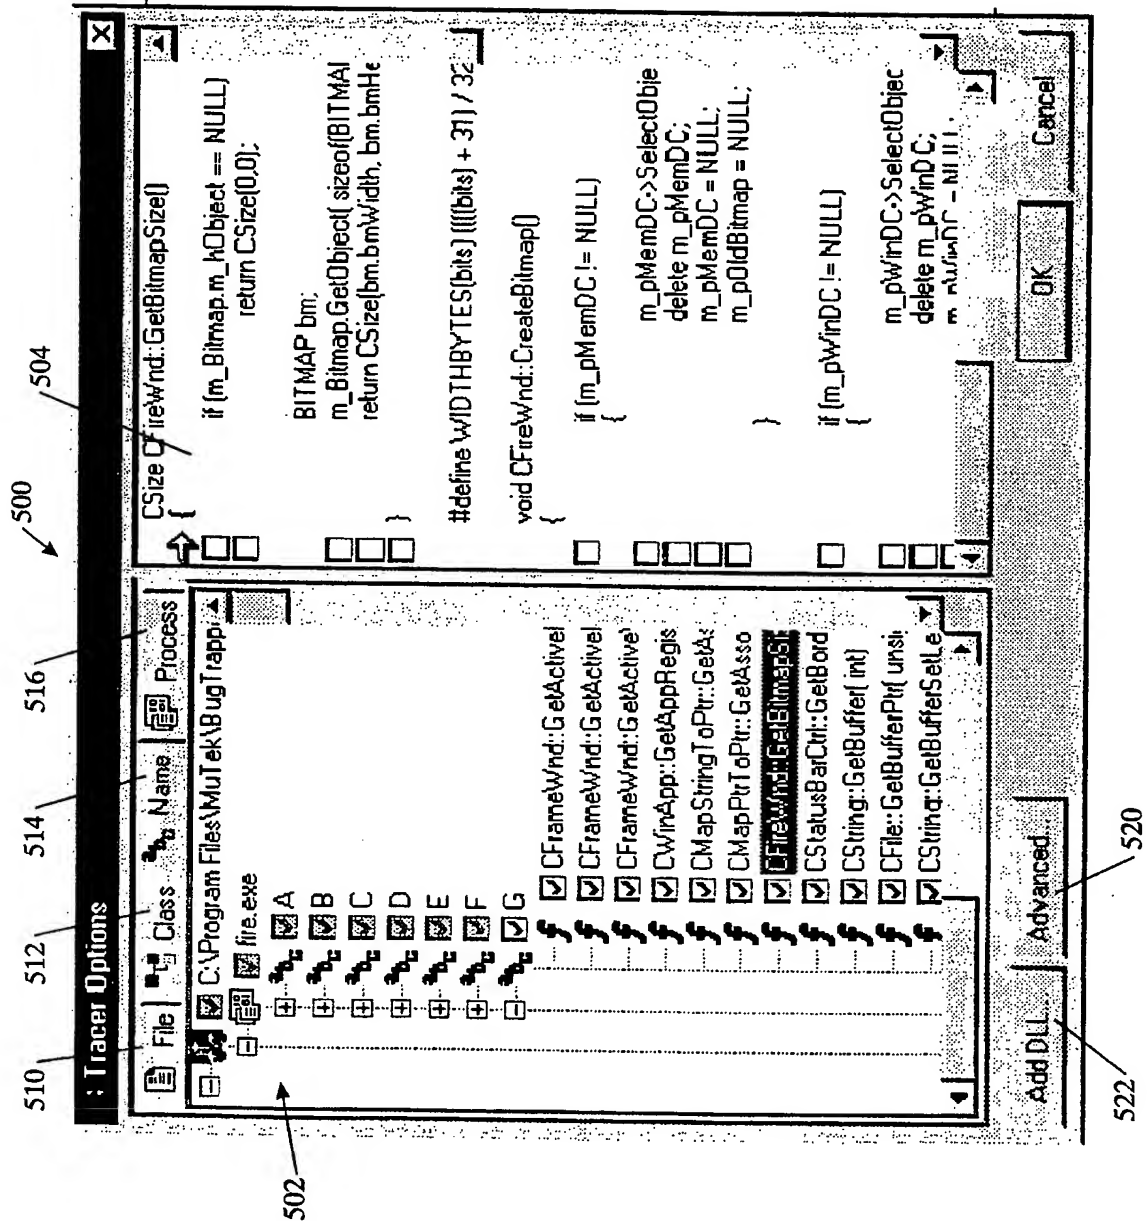 500
510
512
514
516
504
: Tracer Options
File
Class
Name
Process
C:\Program Files\MuTek\BugTrapp
fire.exe
A
B
C
D
E
F
G
CFrameWnd::GetActive
CFrameWnd::GetActive
CFrameWnd::GetActive
CWinApp::GetAppRegis
CMapStringToPtr::GetAs
CMapPtrToPtr::GetAsso
CFireWnd::GetBitmapSi
CStatusBarCtrl::GetBord
CString::GetBuffer( int)
CFile::GetBufferPtr( unsi
CString::GetBufferSetLe
502
CSize CFireWnd::GetBitmapSize()
{
if (m_Bitmap.m_hObject == NULL)
return CSize(0,0);
BITMAP bm;
m_Bitmap.GetObject( sizeof(BITMAP
return CSize(bm.bmWidth, bm.bmHe
}
#define WIDTHBYTES(bits) ((((bits) + 31) / 32
void CFireWnd::CreateBitmap()
{
if (m_pMemDC != NULL)
{
m_pMemDC->SelectObje
delete m_pMemDC;
m_pMemDC = NULL;
m_pOldBitmap = NULL;
}
if (m_pWinDC != NULL)
{
m_pWinDC->SelectObjec
delete m_pWinDC;
m_pWinDC = NULL;
Add DLL...
Advanced...
OK
Cancel
522
520